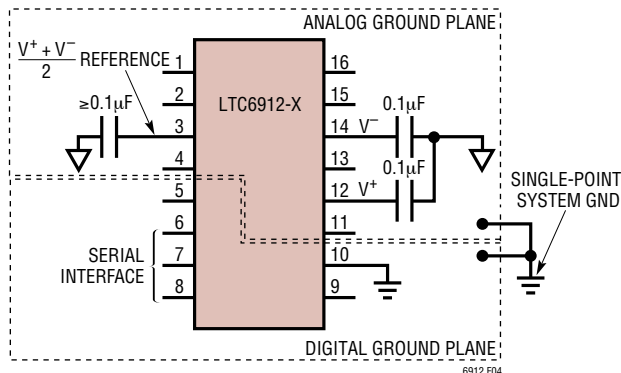 ANALOG GROUND PLANE
V+ + V−
2
REFERENCE
≥0.1µF
LTC6912-X
1
2
3
4
5
6
7
8
16
15
14 V−
13
12 V+
11
10
9
0.1µF
0.1µF
SINGLE-POINT
SYSTEM GND
SERIAL
INTERFACE
DIGITAL GROUND PLANE
6912 F04